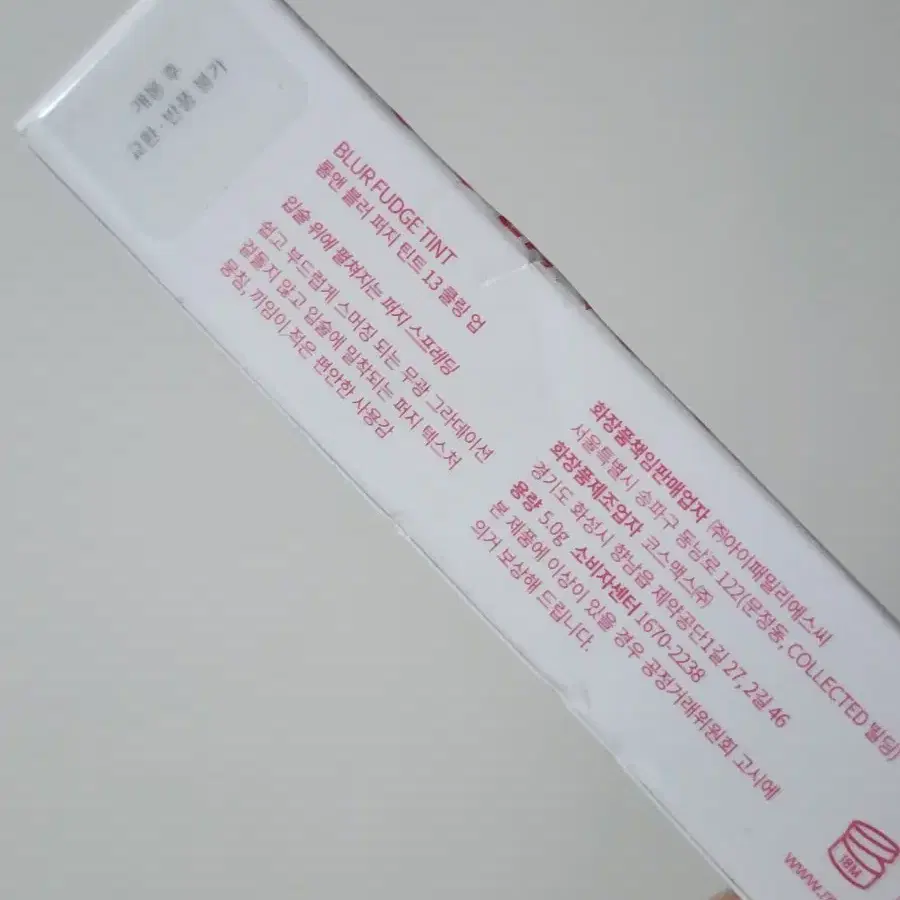 개봉 후
교환·반품 불가
BLUR FUDGE TINT
롬앤 블러 퍼지 틴트 13 쿨링 업
입술 위에 펼쳐지는 퍼지 스프레딩
쉽고 부드럽게 스머징 되는 무광 그라데이션
겉돌지 않고 입술에 밀착되는 퍼지 텍스처
뭉침, 끼임이 적은 편안한 사용감
화장품책임판매업자 ㈜아이패밀리에스씨
서울특별시 송파구 동남로 122(문정동, COLLECTED 빌딩)
화장품제조업자 코스맥스㈜
경기도 화성시 향남읍 제약공단1길 27, 2길 46
용량 5.0g 소비자센터 1670-2238
본 제품에 이상이 있을 경우 공정거래위원회 고시에
의거 보상해 드립니다.
18M